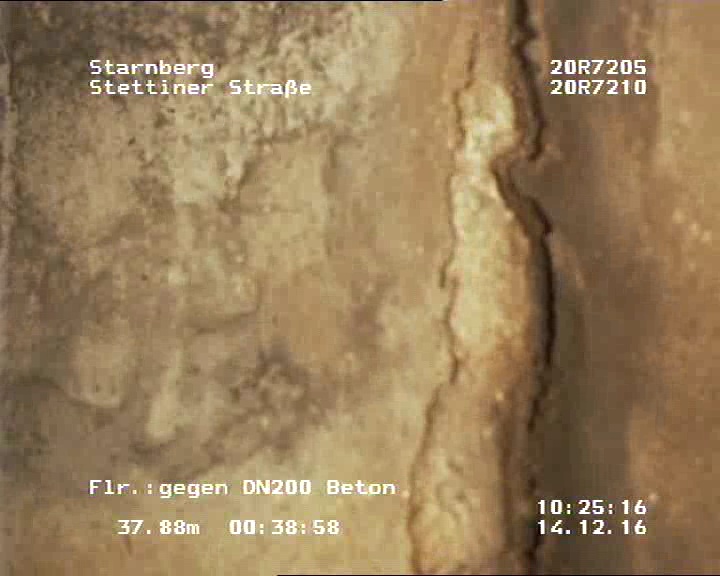 Starnberg 20R7205
Stettiner Straße 20R7210
Flr.:gegen DN200 Beton
10:25:16
37.88m 00:38:58 14.12.16